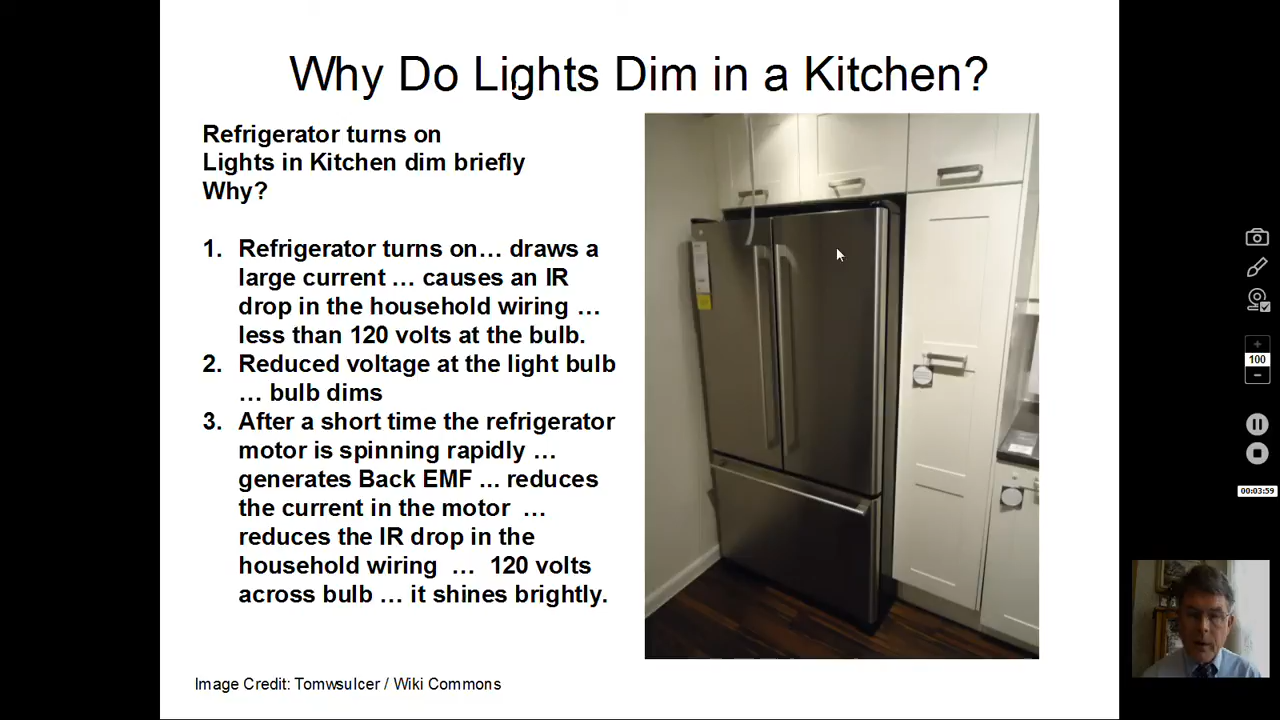 Why Do Lights Dim in a Kitchen?
Refrigerator turns on
Lights in Kitchen dim briefly
Why?
1. Refrigerator turns on… draws a
large current … causes an IR
drop in the household wiring …
less than 120 volts at the bulb.
2. Reduced voltage at the light bulb
… bulb dims
3. After a short time the refrigerator
motor is spinning rapidly …
generates Back EMF ... reduces
the current in the motor …
reduces the IR drop in the
household wiring … 120 volts
across bulb … it shines brightly.
Image Credit: Tomwsulcer / Wiki Commons
100
00:03:59